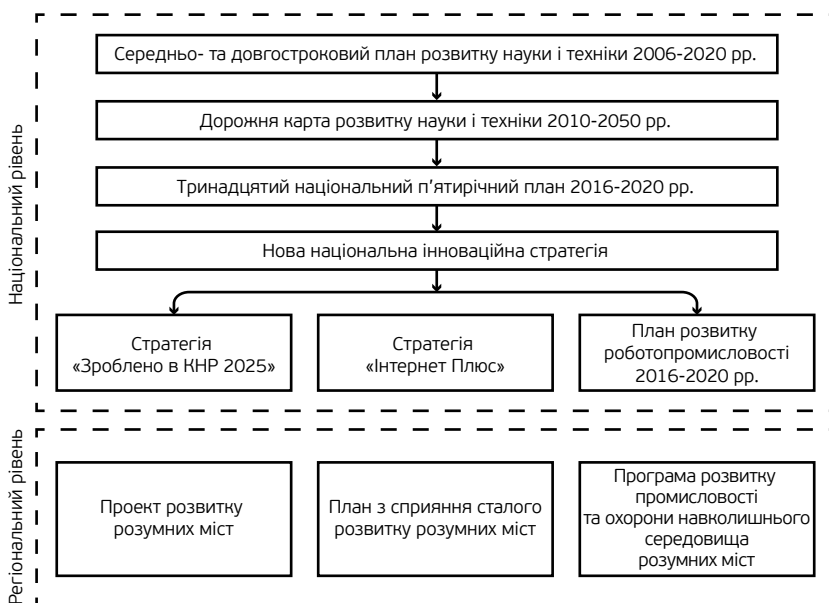 Національний рівень
Середньо- та довгостроковий план розвитку науки і техніки 2006-2020 рр.
Дорожня карта розвитку науки і техніки 2010-2050 рр.
Тринадцятий національний п’ятирічний план 2016-2020 рр.
Нова національна інноваційна стратегія
Стратегія
«Зроблено в КНР 2025»
Стратегія
«Інтернет Плюс»
План розвитку
роботопромисловості
2016-2020 рр.
Регіональний рівень
Проект розвитку
розумних міст
План з сприяння сталого
розвитку розумних міст
Програма розвитку
промисловості
та охорони навколишнього
середовища
розумних міст